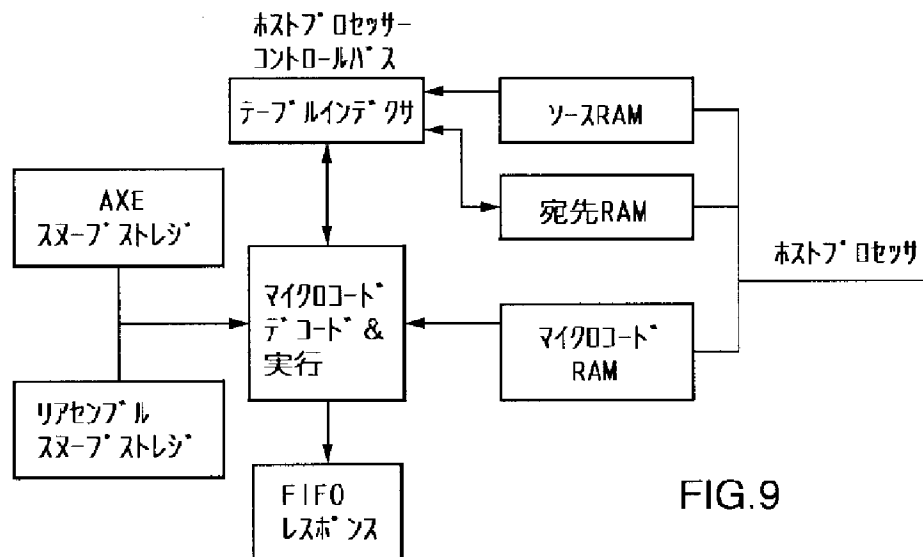 ホストプロセッサー
コントロールバス
テーブルインデクサ
ソースRAM
宛先RAM
AXE
スヌープストレジ
ホストプロセッサ
マイクロコード
デコード&
実行
マイクロコード
RAM
リアセンブル
スヌープストレジ
FIFO
レスポンス
FIG.9